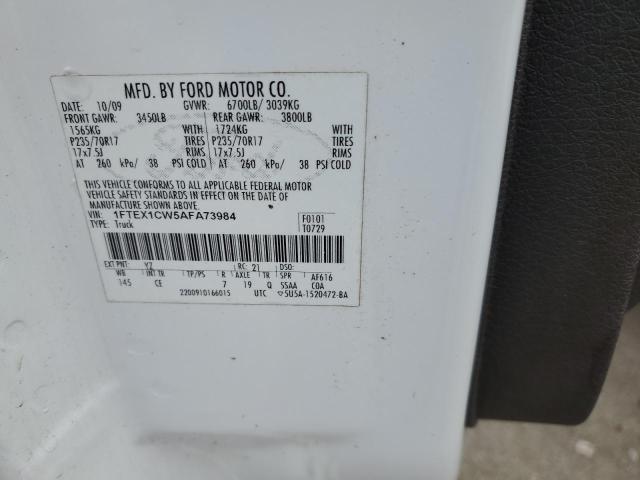 MFD. BY FORD MOTOR CO.
DATE: 10/09 GVWR: 6700LB/ 3039KG
FRONT GAWR: 3450LB REAR GAWR: 3800LB
1565KG WITH 1724KG WITH
P235/70R17 TIRES P235/70R17 TIRES
17x7.5J RIMS 17x7.5J RIMS
AT 260 kPa/ 38 PSI COLD AT 260 kPa/ 38 PSI COLD
THIS VEHICLE CONFORMS TO ALL APPLICABLE FEDERAL MOTOR
VEHICLE SAFETY STANDARDS IN EFFECT ON THE DATE OF
MANUFACTURE SHOWN ABOVE.
VIN: 1FTEX1CW5AFA73984 F0101
TYPE: Truck T0729
EXT PNT: YZ RC: 21 DSO:
WB INT TR TP/PS R AXLE TR SPR AF616
145 CE 7 19 Q SSAA COA
2200910166015 UTC 5U5A-1520472-BA